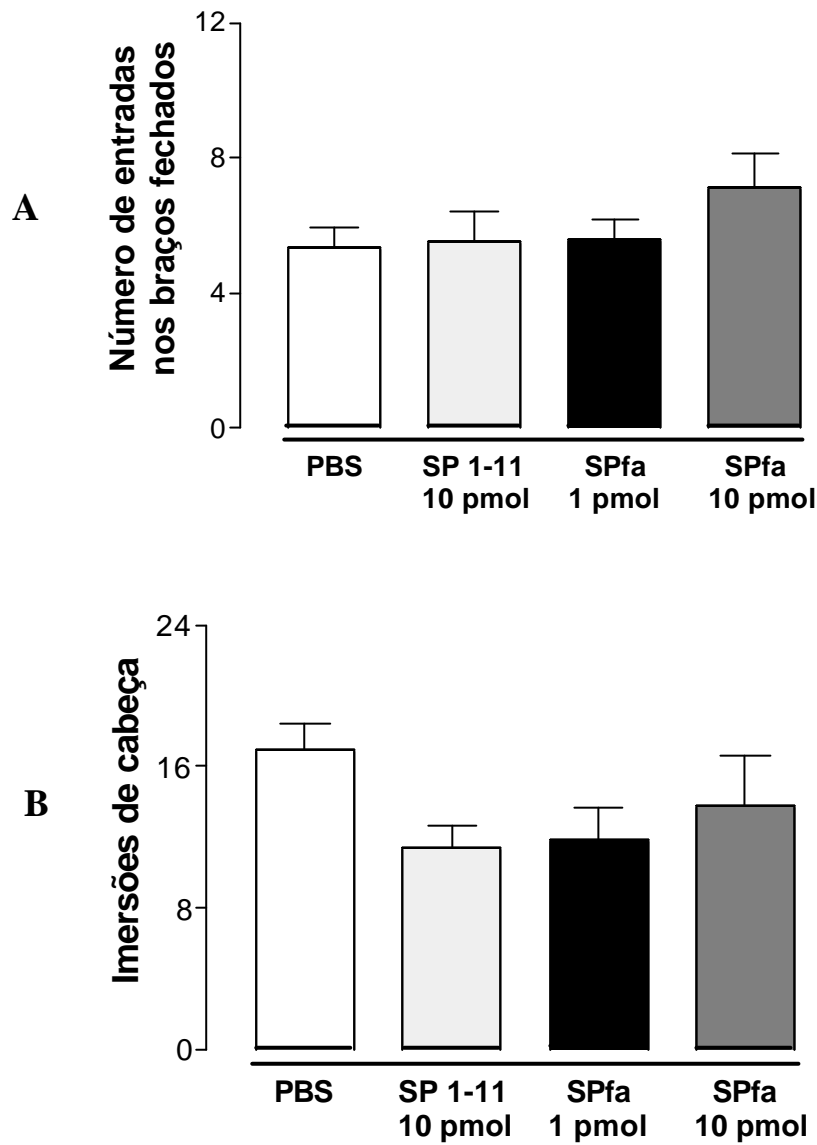 A
Número de entradas
nos braços fechados
12
8
4
0
PBS
SP 1-11
10 pmol
SPfa
1 pmol
SPfa
10 pmol
B
Imersões de cabeça
24
16
8
0
PBS
SP 1-11
10 pmol
SPfa
1 pmol
SPfa
10 pmol